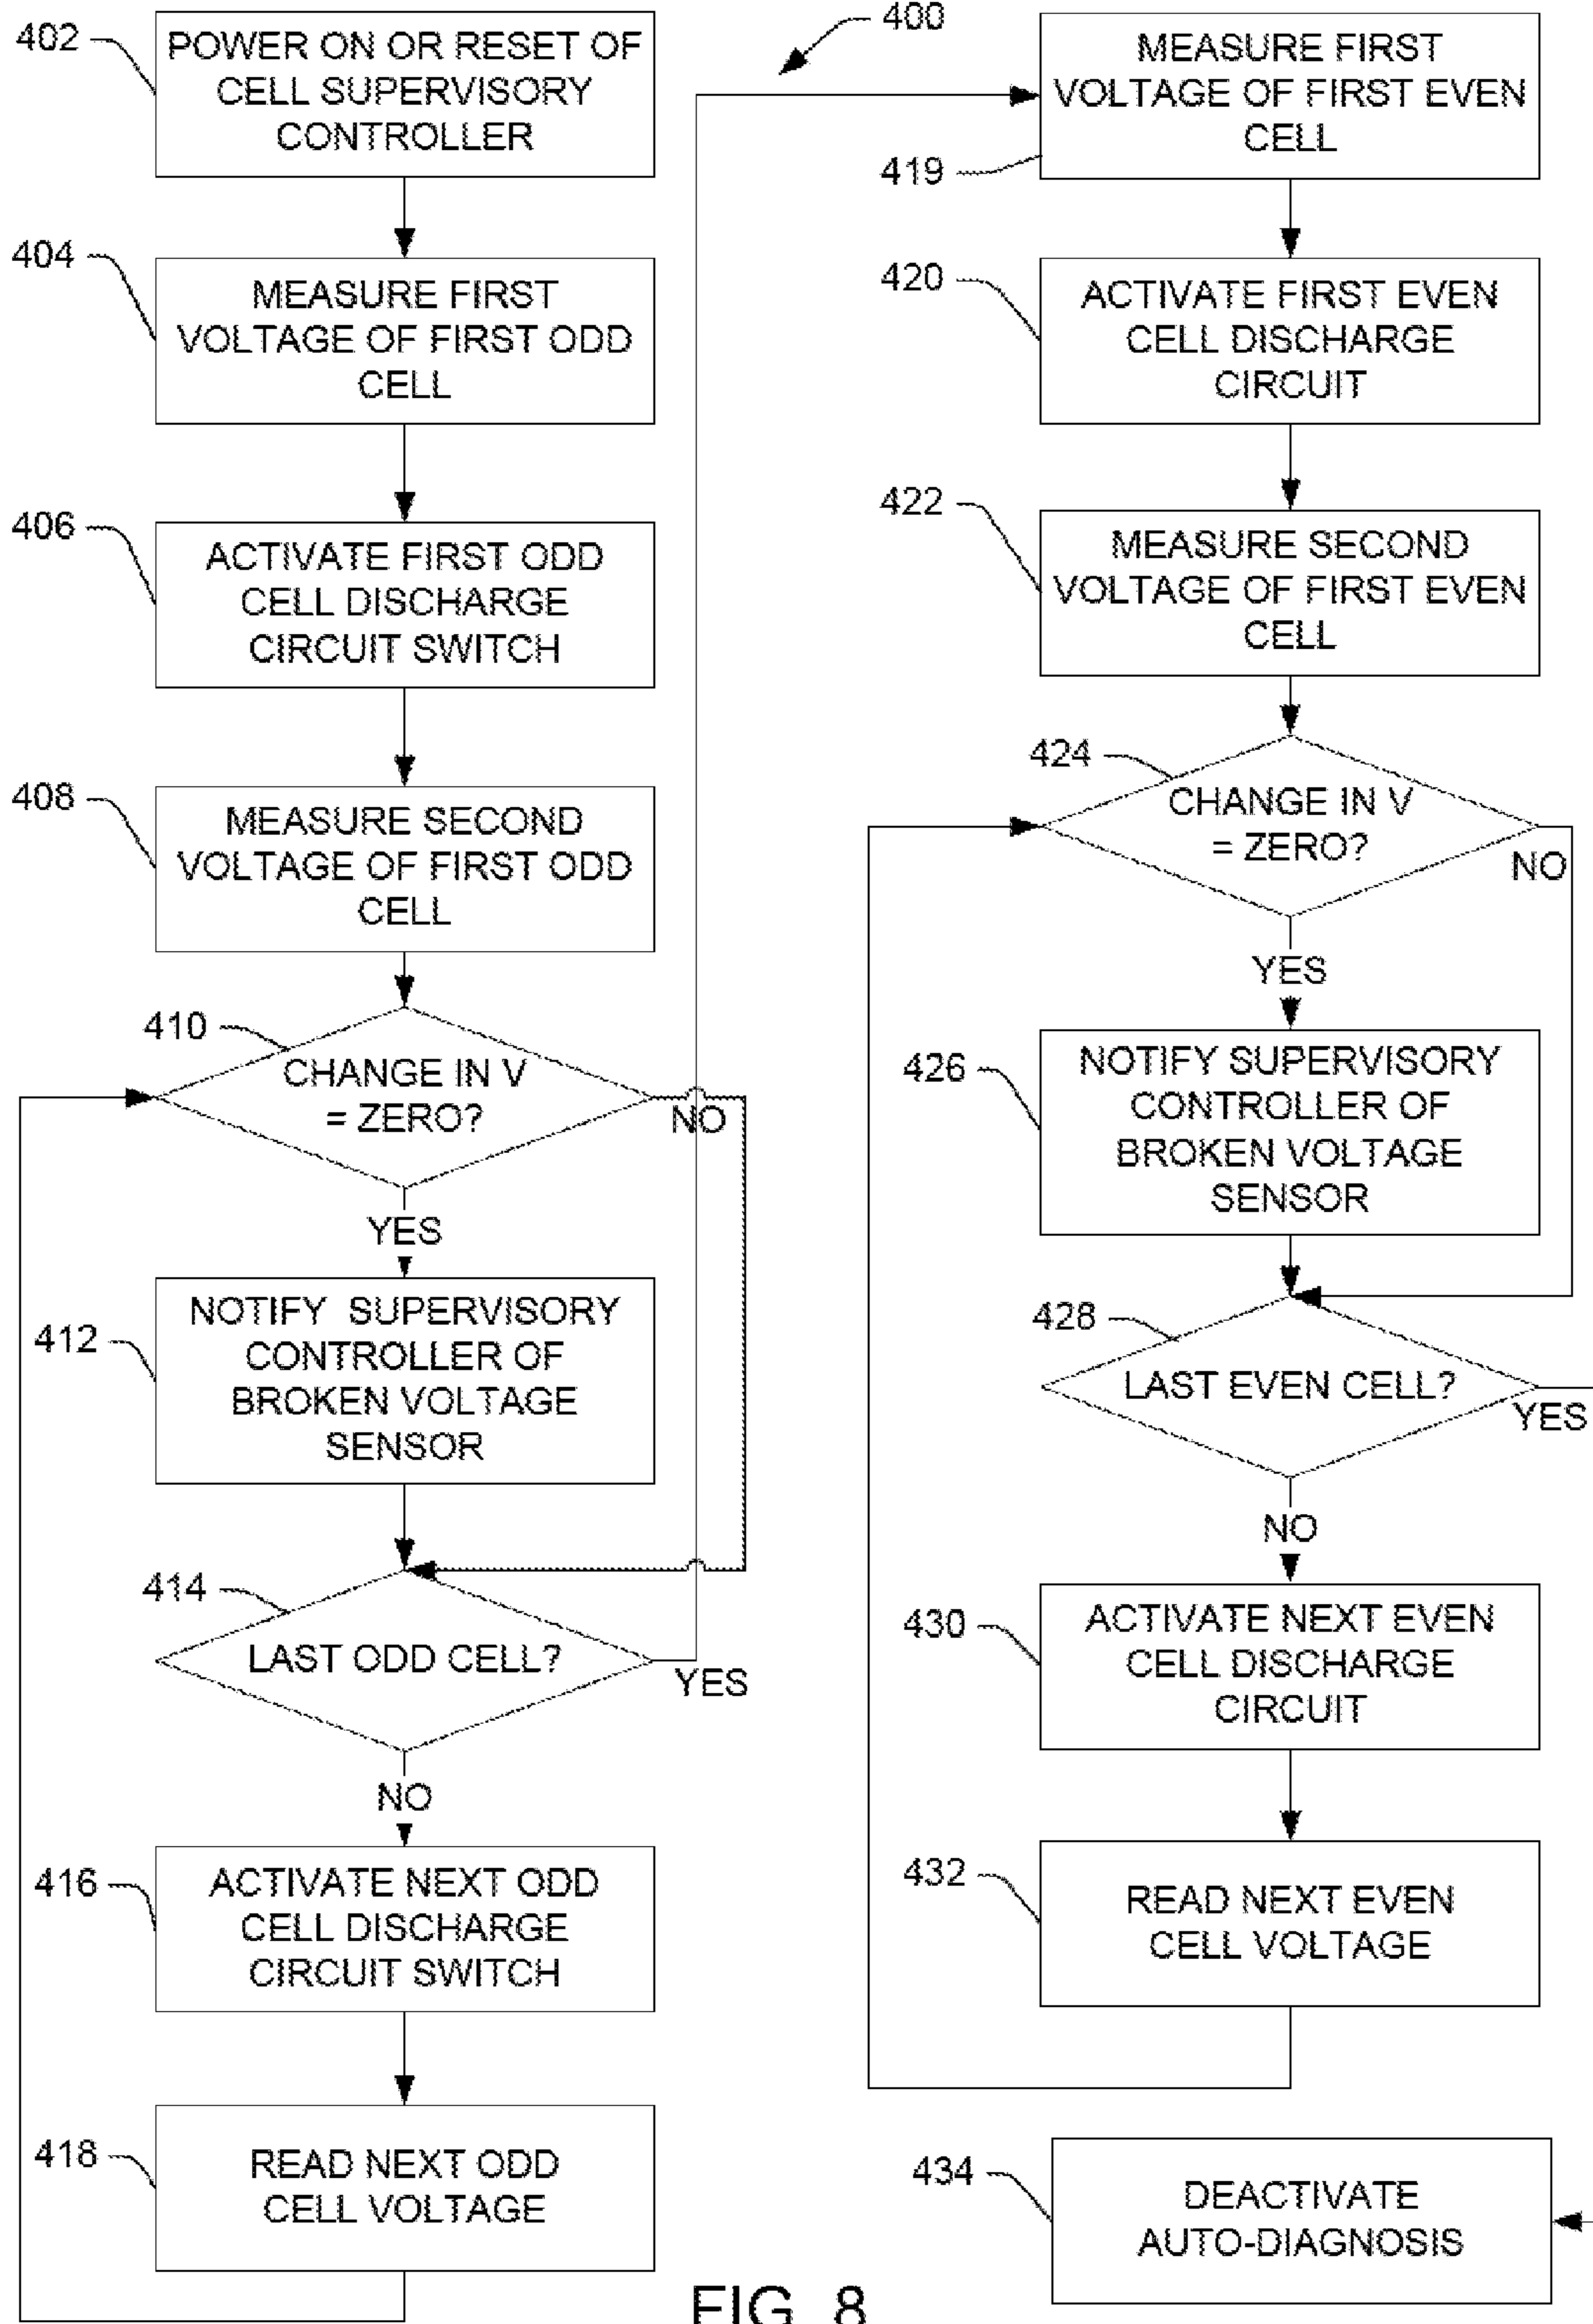 400
402
POWER ON OR RESET OF
CELL SUPERVISORY
CONTROLLER
404
MEASURE FIRST
VOLTAGE OF FIRST ODD
CELL
406
ACTIVATE FIRST ODD
CELL DISCHARGE
CIRCUIT SWITCH
408
MEASURE SECOND
VOLTAGE OF FIRST ODD
CELL
410
CHANGE IN V
= ZERO?
NO
YES
412
NOTIFY SUPERVISORY
CONTROLLER OF
BROKEN VOLTAGE
SENSOR
414
LAST ODD CELL?
YES
NO
416
ACTIVATE NEXT ODD
CELL DISCHARGE
CIRCUIT SWITCH
418
READ NEXT ODD
CELL VOLTAGE
MEASURE FIRST
VOLTAGE OF FIRST EVEN
CELL
419
420
ACTIVATE FIRST EVEN
CELL DISCHARGE
CIRCUIT
422
MEASURE SECOND
VOLTAGE OF FIRST EVEN
CELL
424
CHANGE IN V
= ZERO?
NO
YES
426
NOTIFY SUPERVISORY
CONTROLLER OF
BROKEN VOLTAGE
SENSOR
428
LAST EVEN CELL?
YES
NO
430
ACTIVATE NEXT EVEN
CELL DISCHARGE
CIRCUIT
432
READ NEXT EVEN
CELL VOLTAGE
434
DEACTIVATE
AUTO-DIAGNOSIS
FIG. 8